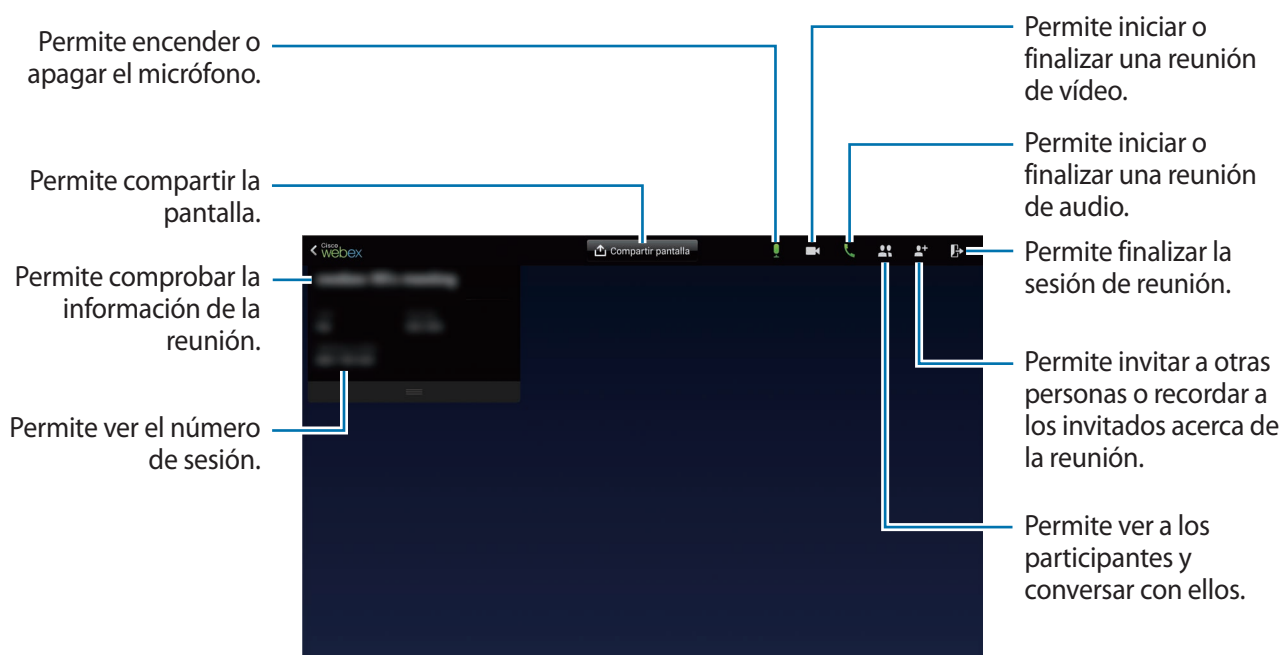 Permite encender o
apagar el micrófono.
Permite compartir la
pantalla.
Permite comprobar la
información de la
reunión.
Permite ver el número
de sesión.
Cisco
webex
Compartir pantalla
Permite iniciar o
finalizar una reunión
de vídeo.
Permite iniciar o
finalizar una reunión
de audio.
Permite finalizar la
sesión de reunión.
Permite invitar a otras
personas o recordar a
los invitados acerca de
la reunión.
Permite ver a los
participantes y
conversar con ellos.